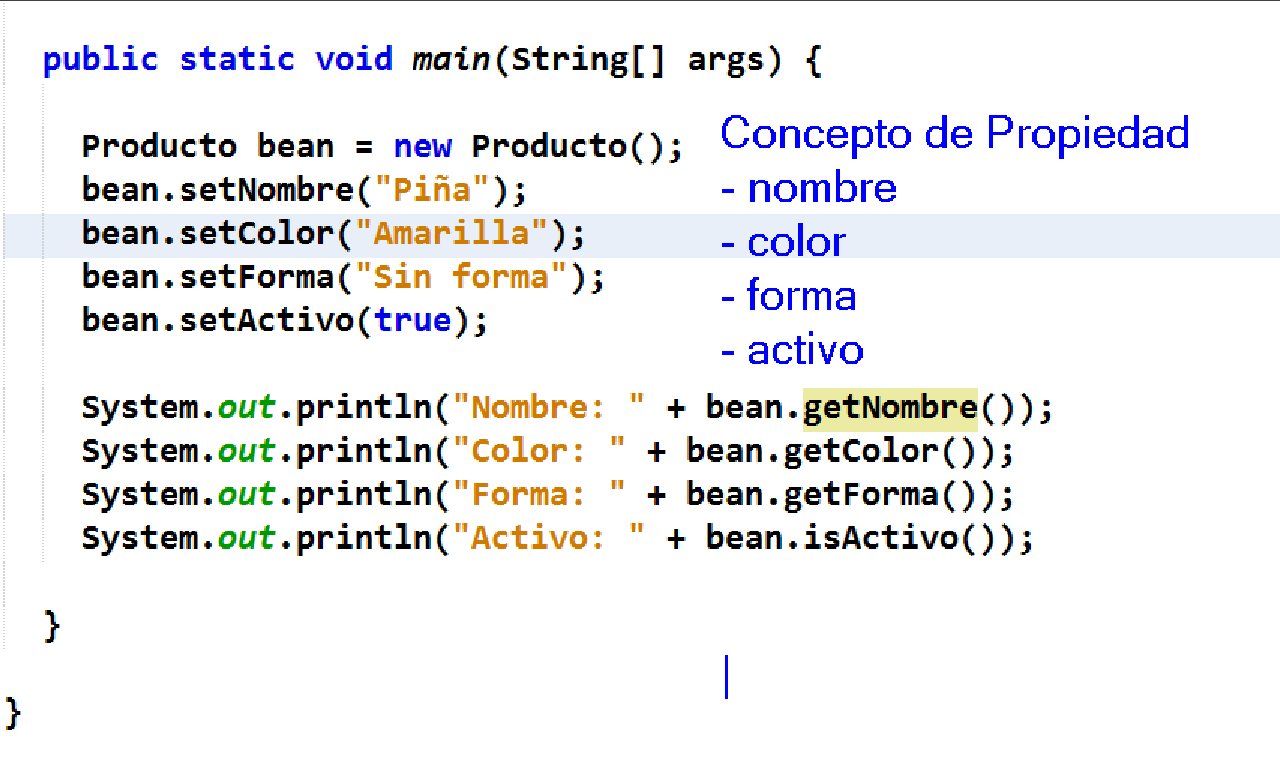 public static void main(String[] args) {
Producto bean = new Producto();
bean.setNombre("Piña");
bean.setColor("Amarilla");
bean.setForma("Sin forma");
bean.setActivo(true);
Concepto de Propiedad
- nombre
- color
- forma
- activo
System.out.println("Nombre: " + bean.getNombre());
System.out.println("Color: " + bean.getColor());
System.out.println("Forma: " + bean.getForma());
System.out.println("Activo: " + bean.isActivo());
}
}